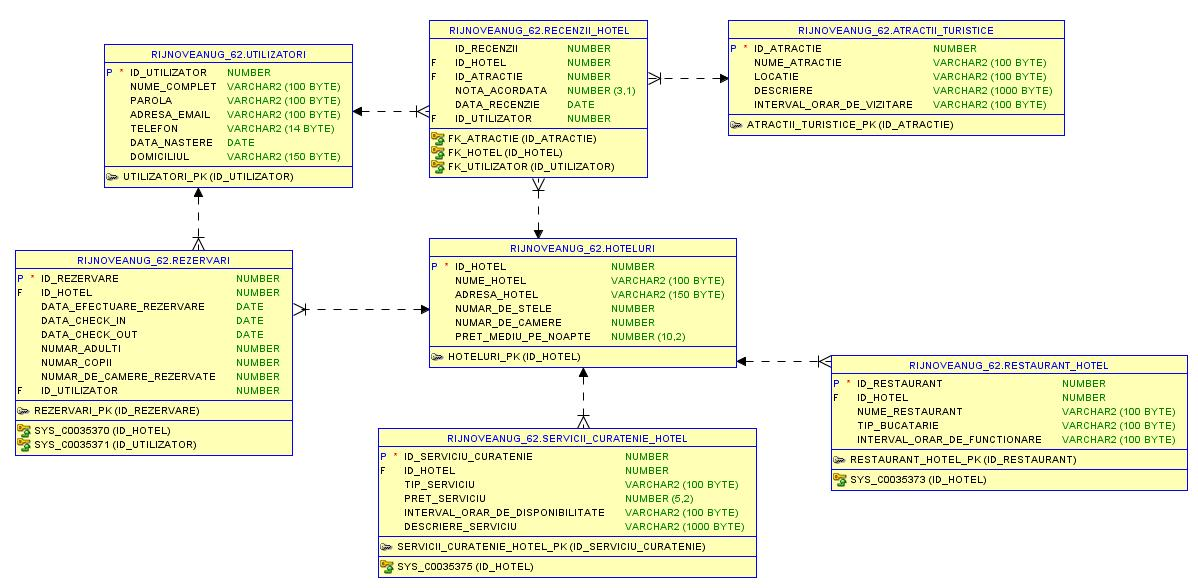 RIJNOVEANUG_62.UTILIZATORI
P * ID_UTILIZATOR NUMBER
NUME_COMPLET VARCHAR2 (100 BYTE)
PAROLA VARCHAR2 (100 BYTE)
ADRESA_EMAIL VARCHAR2 (100 BYTE)
TELEFON VARCHAR2 (14 BYTE)
DATA_NASTERE DATE
DOMICILIUL VARCHAR2 (150 BYTE)
UTILIZATORI_PK (ID_UTILIZATOR)
RIJNOVEANUG_62.RECENZII_HOTEL
ID_RECENZII NUMBER
F ID_HOTEL NUMBER
F ID_ATRACTIE NUMBER
NOTA_ACORDATA NUMBER (3,1)
DATA_RECENZIE DATE
F ID_UTILIZATOR NUMBER
FK_ATRACTIE (ID_ATRACTIE)
FK_HOTEL (ID_HOTEL)
FK_UTILIZATOR (ID_UTILIZATOR)
RIJNOVEANUG_62.ATRACTII_TURISTICE
P * ID_ATRACTIE NUMBER
NUME_ATRACTIE VARCHAR2 (100 BYTE)
LOCATIE VARCHAR2 (100 BYTE)
DESCRIERE VARCHAR2 (1000 BYTE)
INTERVAL_ORAR_DE_VIZITARE VARCHAR2 (100 BYTE)
ATRACTII_TURISTICE_PK (ID_ATRACTIE)
RIJNOVEANUG_62.REZERVARI
P * ID_REZERVARE NUMBER
F ID_HOTEL NUMBER
DATA_EFECTUARE_REZERVARE DATE
DATA_CHECK_IN DATE
DATA_CHECK_OUT DATE
NUMAR_ADULTI NUMBER
NUMAR_COPII NUMBER
NUMAR_DE_CAMERE_REZERVATE NUMBER
F ID_UTILIZATOR NUMBER
REZERVARI_PK (ID_REZERVARE)
SYS_C0035370 (ID_HOTEL)
SYS_C0035371 (ID_UTILIZATOR)
RIJNOVEANUG_62.HOTELURI
P * ID_HOTEL NUMBER
NUME_HOTEL VARCHAR2 (100 BYTE)
ADRESA_HOTEL VARCHAR2 (150 BYTE)
NUMAR_DE_STELE NUMBER
NUMAR_DE_CAMERE NUMBER
PRET_MEDIU_PE_NOAPTE NUMBER (10,2)
HOTELURI_PK (ID_HOTEL)
RIJNOVEANUG_62.RESTAURANT_HOTEL
P * ID_RESTAURANT NUMBER
F ID_HOTEL NUMBER
NUME_RESTAURANT VARCHAR2 (100 BYTE)
TIP_BUCATARIE VARCHAR2 (100 BYTE)
INTERVAL_ORAR_DE_FUNCTIONARE VARCHAR2 (100 BYTE)
RESTAURANT_HOTEL_PK (ID_RESTAURANT)
SYS_C0035373 (ID_HOTEL)
RIJNOVEANUG_62.SERVICII_CURATENIE_HOTEL
P * ID_SERVICIU_CURATENIE NUMBER
F ID_HOTEL NUMBER
TIP_SERVICIU VARCHAR2 (100 BYTE)
PRET_SERVICIU NUMBER (5,2)
INTERVAL_ORAR_DE_DISPONIBILITATE VARCHAR2 (100 BYTE)
DESCRIERE_SERVICIU VARCHAR2 (1000 BYTE)
SERVICII_CURATENIE_HOTEL_PK (ID_SERVICIU_CURATENIE)
SYS_C0035375 (ID_HOTEL)